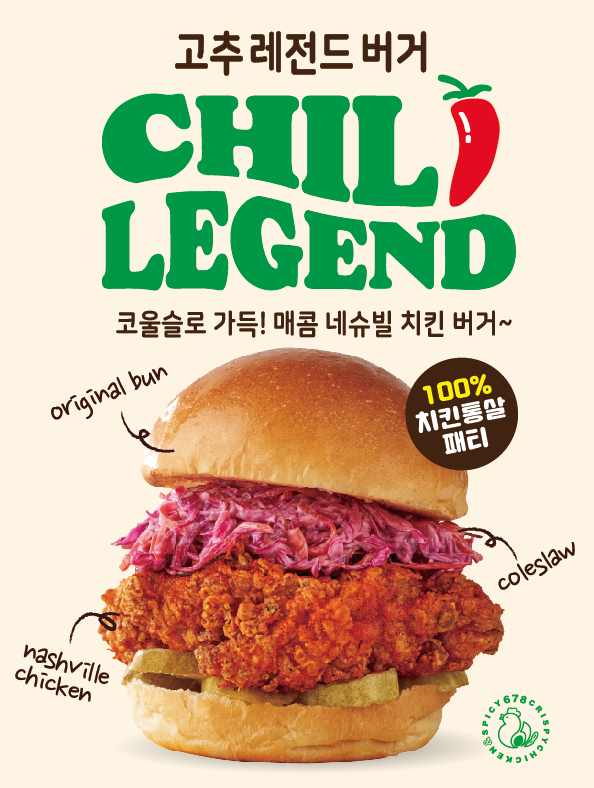 고추 레전드 버거
CHILI
LEGEND
코울슬로 가득! 매콤 네슈빌 치킨 버거~
original bun
100%
치킨통살
패티
coleslaw
nashville
chicken
SPICY678CRISPYCHICKEN&